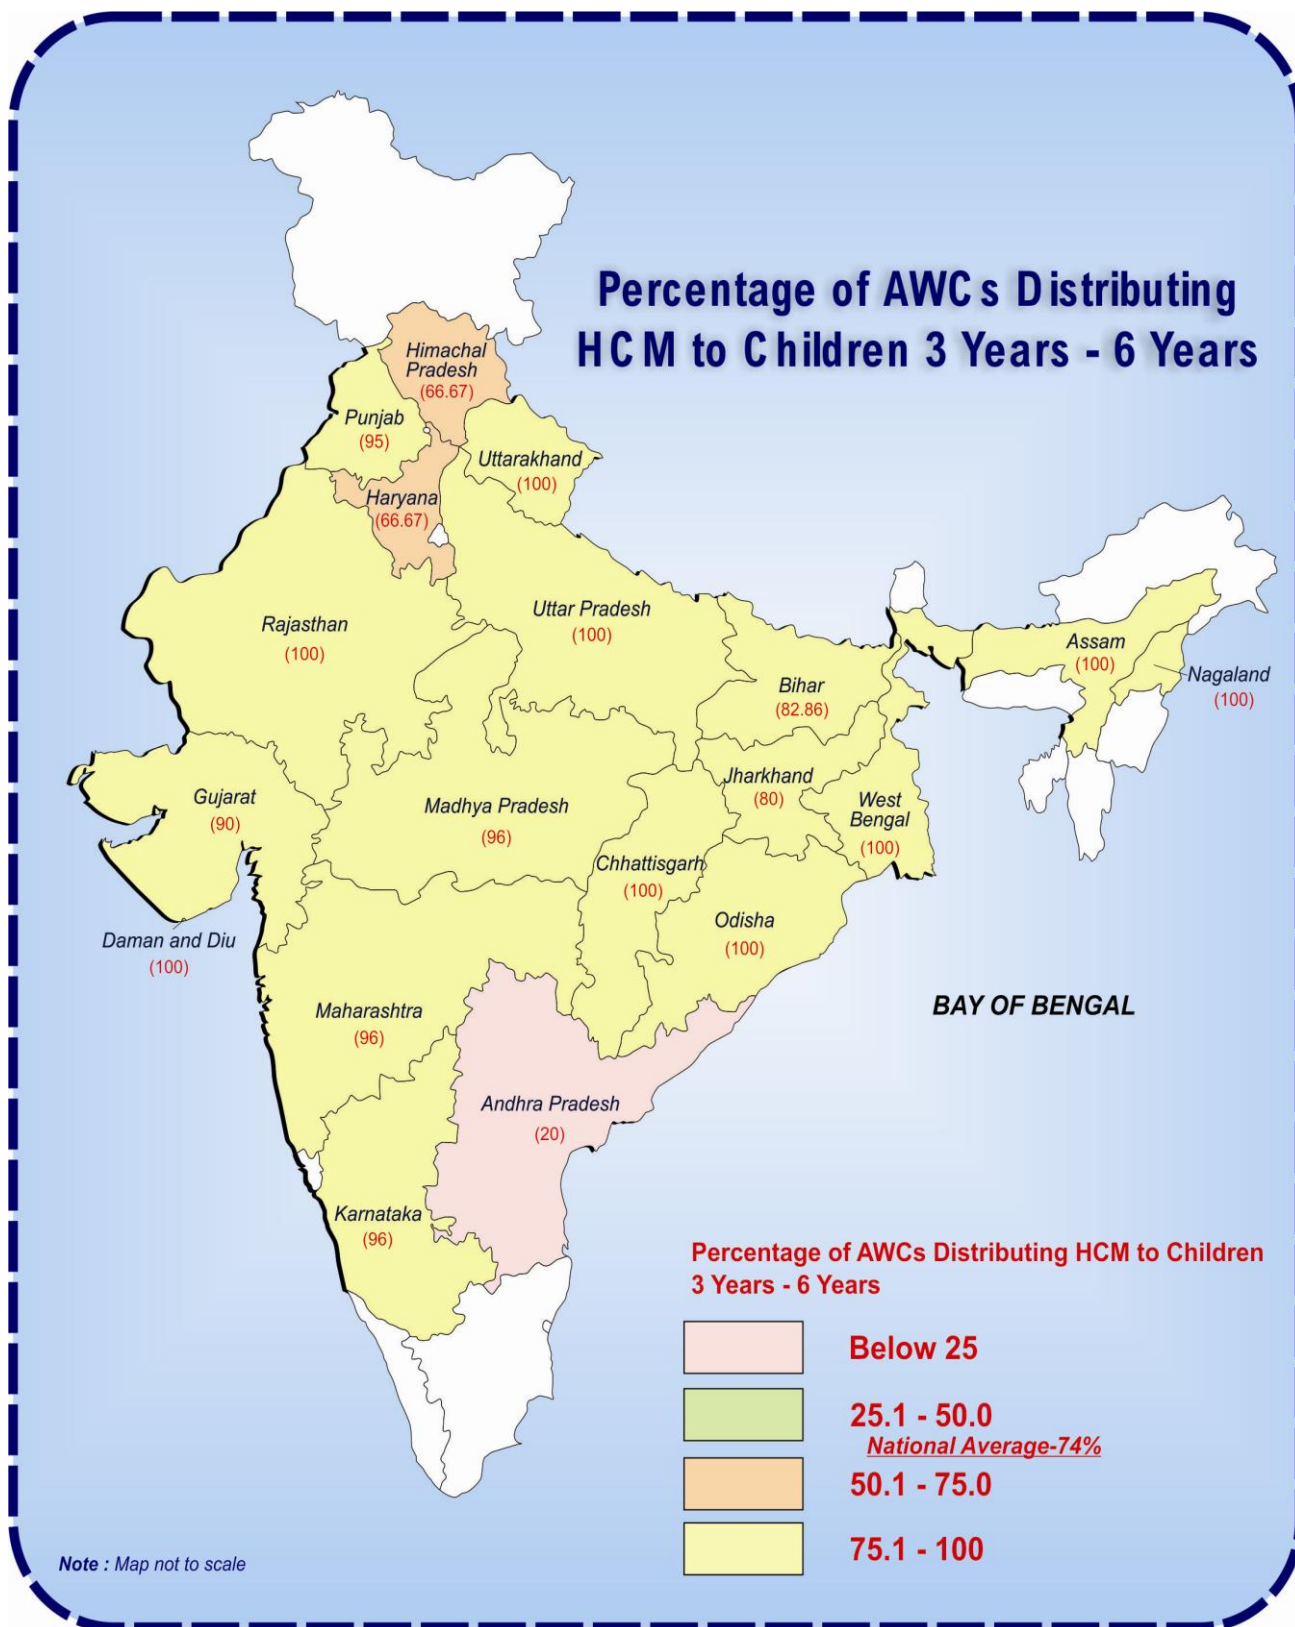 Percentage of AWCs Distributing
HCM to Children 3 Years - 6 Years
Himachal
Pradesh
(66.67)
Punjab
(95)
Uttarakhand
(100)
Haryana
(66.67)
Rajasthan
(100)
Uttar Pradesh
(100)
Bihar
(82.86)
Assam
(100)
Nagaland
(100)
Gujarat
(90)
Madhya Pradesh
(96)
Jharkhand
(80)
West
Bengal
(100)
Chhattisgarh
(100)
Odisha
(100)
Daman and Diu
(100)
Maharashtra
(96)
BAY OF BENGAL
Andhra Pradesh
(20)
Karnataka
(96)
Percentage of AWCs Distributing HCM to Children
3 Years - 6 Years
Below 25
25.1 - 50.0
National Average-74%
50.1 - 75.0
75.1 - 100
Note : Map not to scale